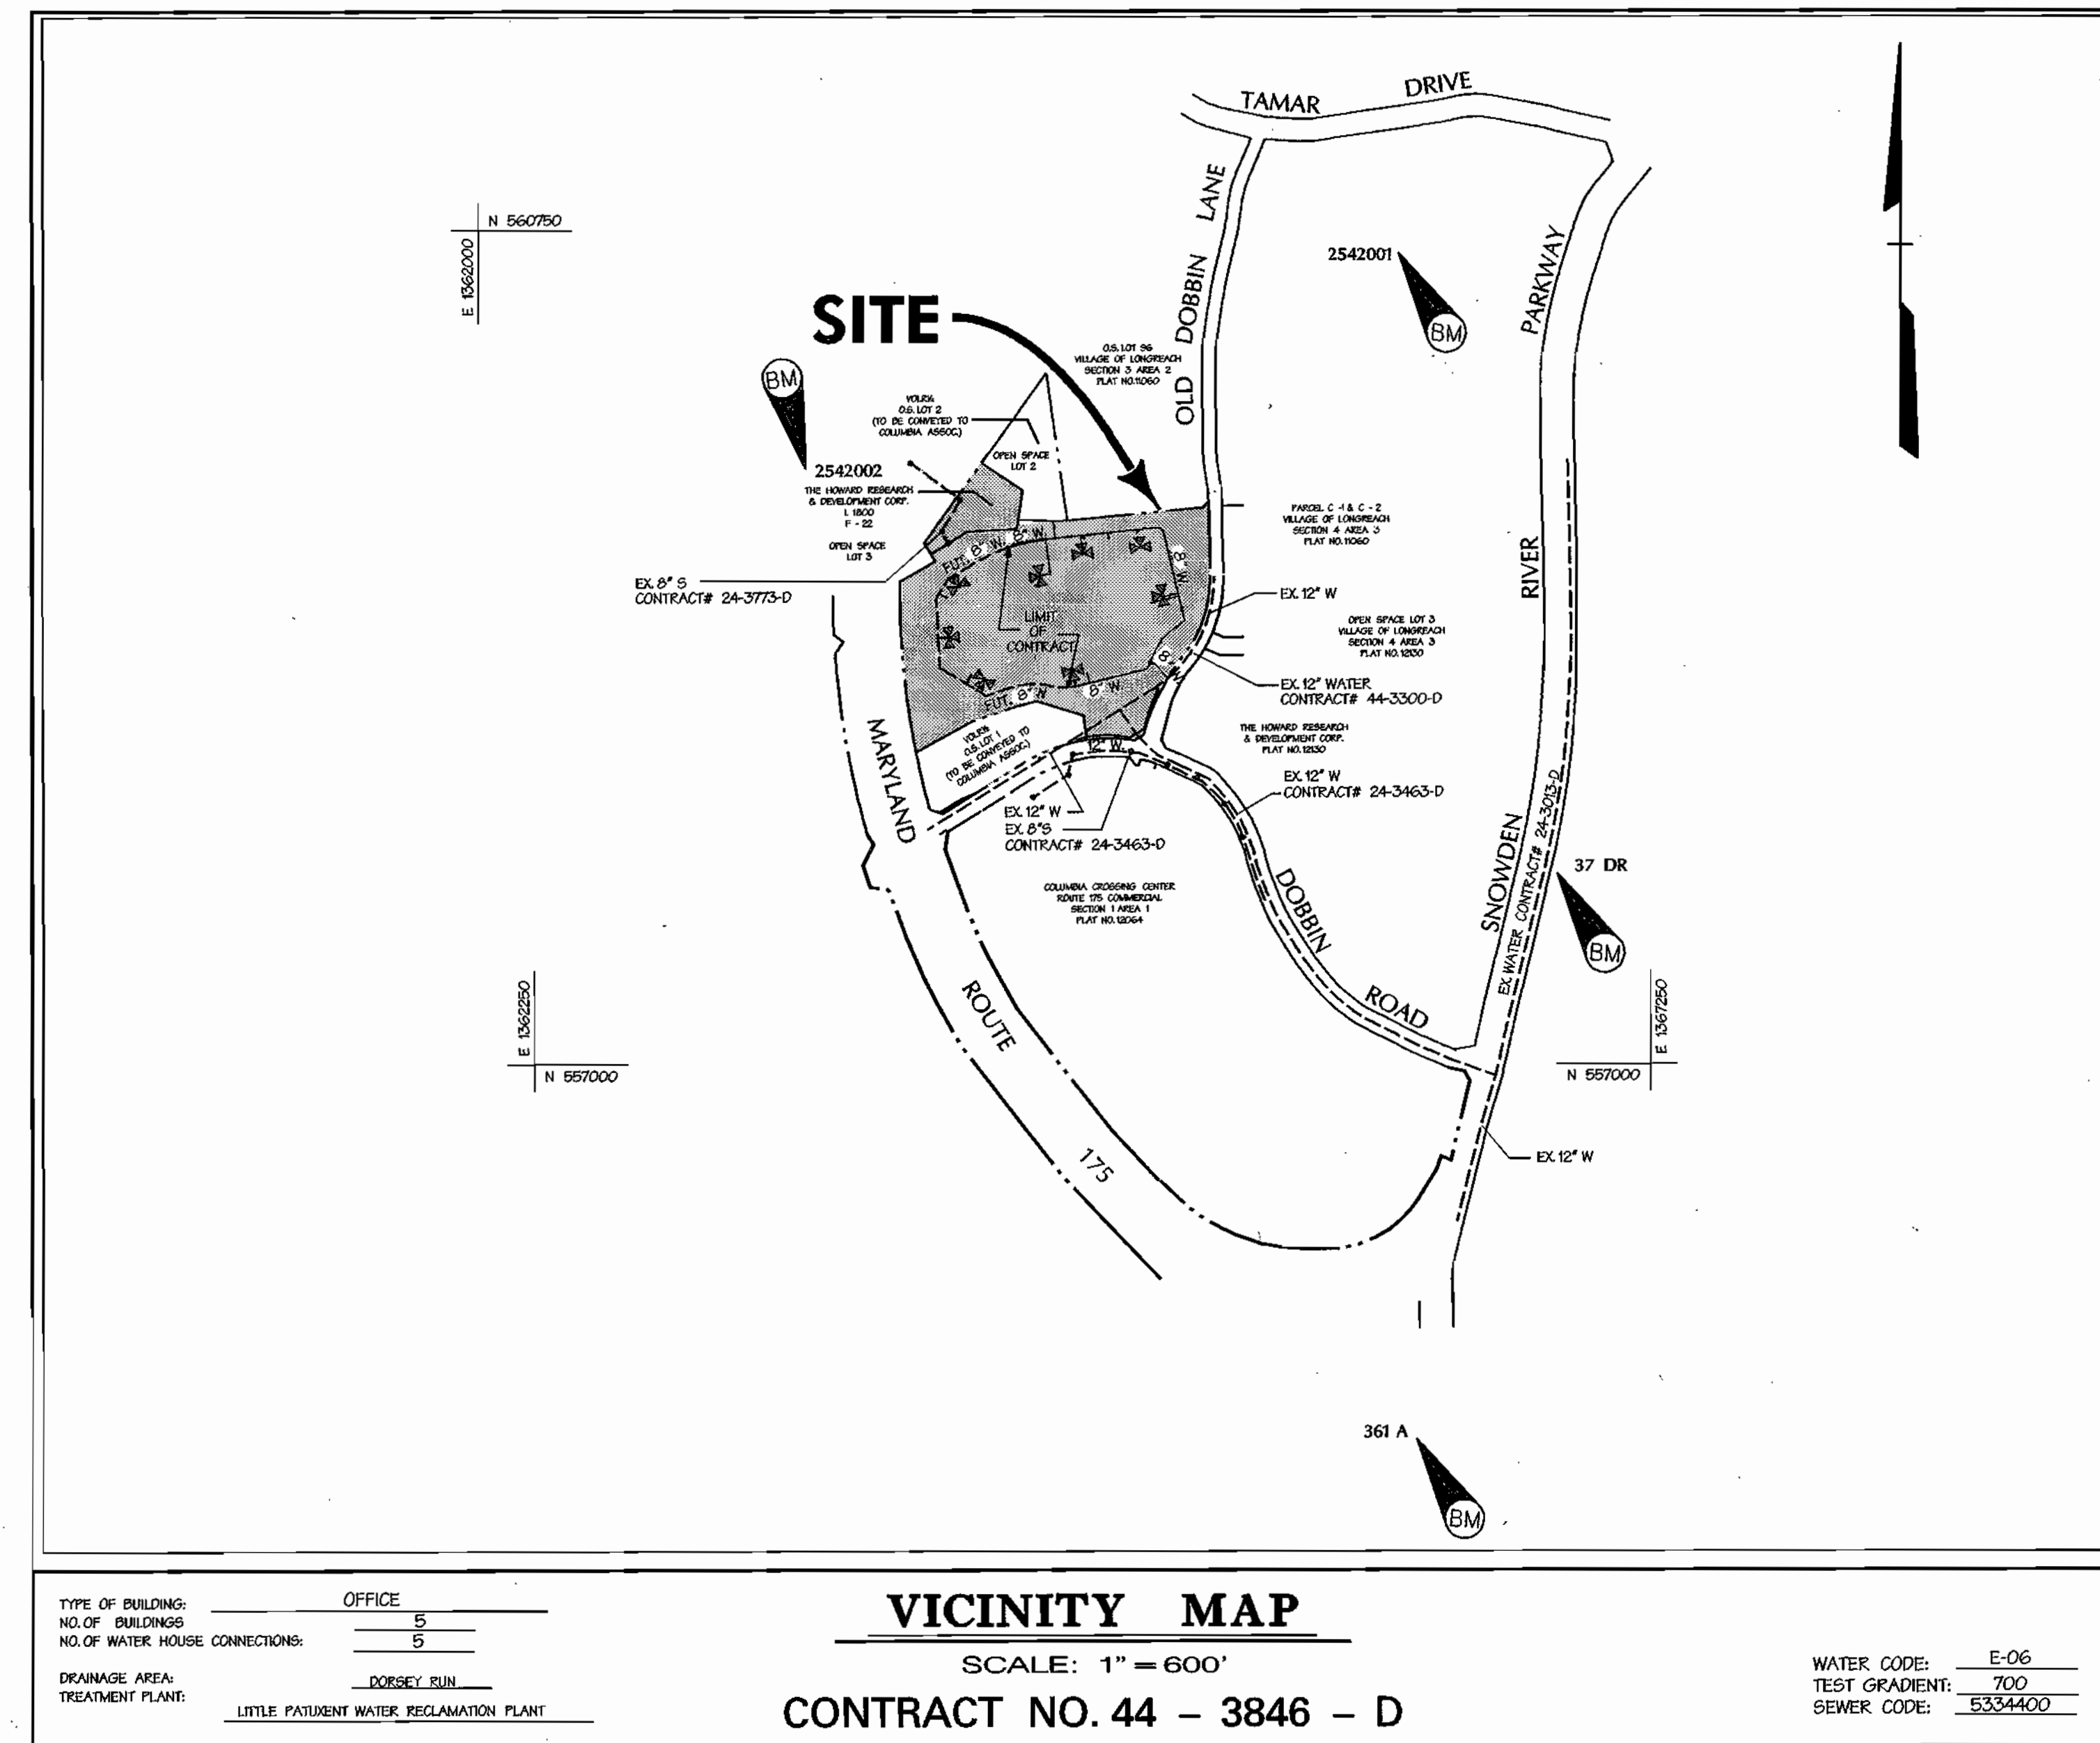 TAMAR DRIVE
OLD DOBBIN LANE
N 560750
E 1362000
2542001
BM
SNOWDEN RIVER PARKWAY
SITE
O.S. LOT 96
VILLAGE OF LONGREACH
SECTION 3 AREA 2
PLAT NO. 11060
BM
2542002
O.S. LOT 2
(TO BE CONVEYED TO
COLUMBIA ASSOC.)
OPEN SPACE
LOT 2
THE HOWARD RESEARCH
& DEVELOPMENT CORP.
L 1800
F - 22
OPEN SPACE
LOT 3
PARCEL C -1 & C - 2
VILLAGE OF LONGREACH
SECTION 4 AREA 3
PLAT NO. 11060
FUT. 8" W.
8" W.
8" W.
EX. 8" S
CONTRACT# 24-3773-D
EX. 12" W
LIMIT
OF
CONTRACT
OPEN SPACE LOT 3
VILLAGE OF LONGREACH
SECTION 4 AREA 3
PLAT NO. 12130
8" W.
EX. 12" WATER
CONTRACT# 44-3300-D
FUT. 8" W
8" W.
O.S. LOT 1
(TO BE CONVEYED TO
COLUMBIA ASSOC.)
12" W.
THE HOWARD RESEARCH
& DEVELOPMENT CORP.
PLAT NO. 12130
EX. 12" W
CONTRACT# 24-3463-D
EX. 12" W
EX. 8"S
CONTRACT# 24-3463-D
MARYLAND ROUTE 175
COLUMBIA CROSSING CENTER
ROUTE 175 COMMERCIAL
SECTION 1 AREA 1
PLAT NO. 12064
DOBBIN ROAD
EX. WATER CONTRACT# 24-3013-D
37 DR
BM
E 1362250
N 557000
E 1367250
N 557000
EX. 12" W
361 A
BM
TYPE OF BUILDING: OFFICE
NO. OF BUILDINGS 5
NO. OF WATER HOUSE CONNECTIONS: 5
DRAINAGE AREA: DORSEY RUN
TREATMENT PLANT:
LITTLE PATUXENT WATER RECLAMATION PLANT
VICINITY MAP
SCALE: 1" = 600'
CONTRACT NO. 44 - 3846 - D
WATER CODE: E-06
TEST GRADIENT: 700
SEWER CODE: 5334400